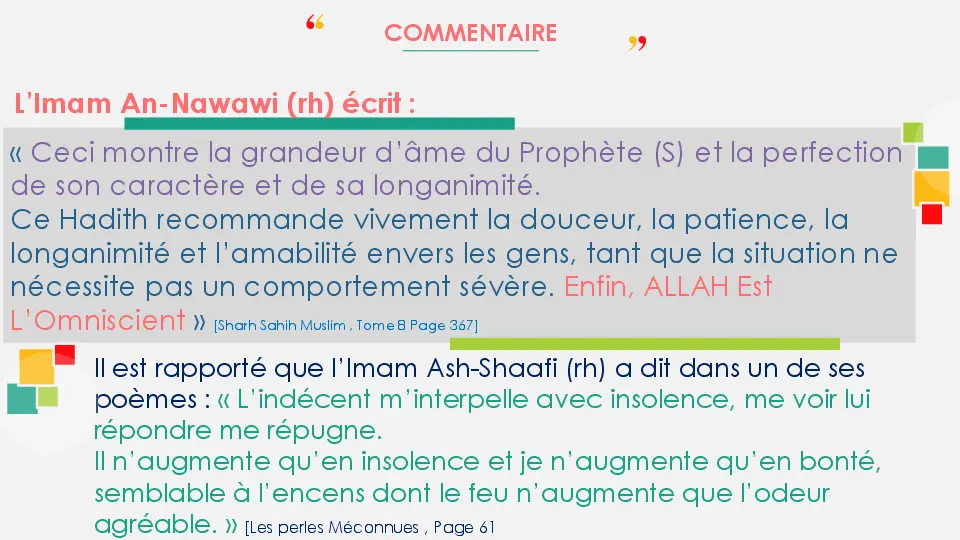 “ COMMENTAIRE ”
L’Imam An-Nawawi (rh) écrit :
« Ceci montre la grandeur d’âme du Prophète (S) et la perfection
de son caractère et de sa longanimité.
Ce Hadith recommande vivement la douceur, la patience, la
longanimité et l’amabilité envers les gens, tant que la situation ne
nécessite pas un comportement sévère. Enfin, ALLAH Est
L’Omniscient » [Sharh Sahih Muslim , Tome 8 Page 367]
Il est rapporté que l’Imam Ash-Shaafi (rh) a dit dans un de ses
poèmes : « L’indécent m’interpelle avec insolence, me voir lui
répondre me répugne.
Il n’augmente qu’en insolence et je n’augmente qu’en bonté,
semblable à l’encens dont le feu n’augmente que l’odeur
agréable. » [Les perles Méconnues , Page 61